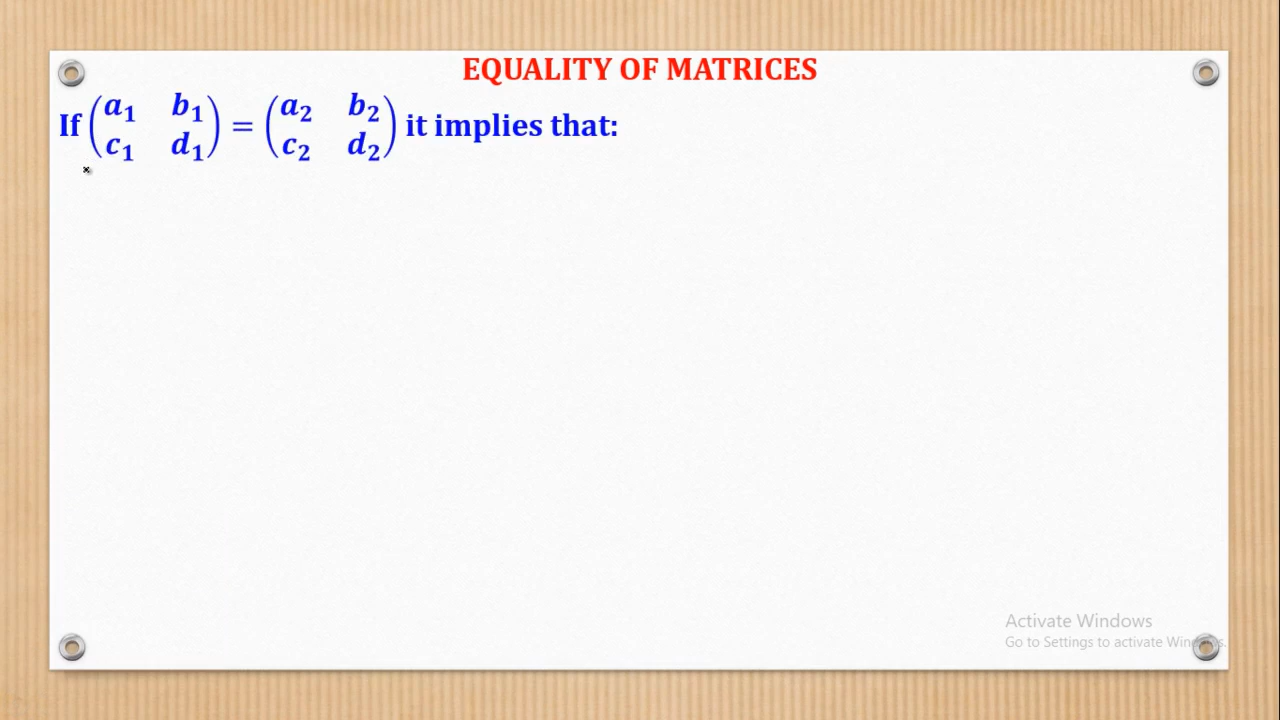 EQUALITY OF MATRICES
If (a₁ b₁ c₁ d₁) = (a₂ b₂ c₂ d₂) it implies that:
Activate Windows
Go to Settings to activate Windows.